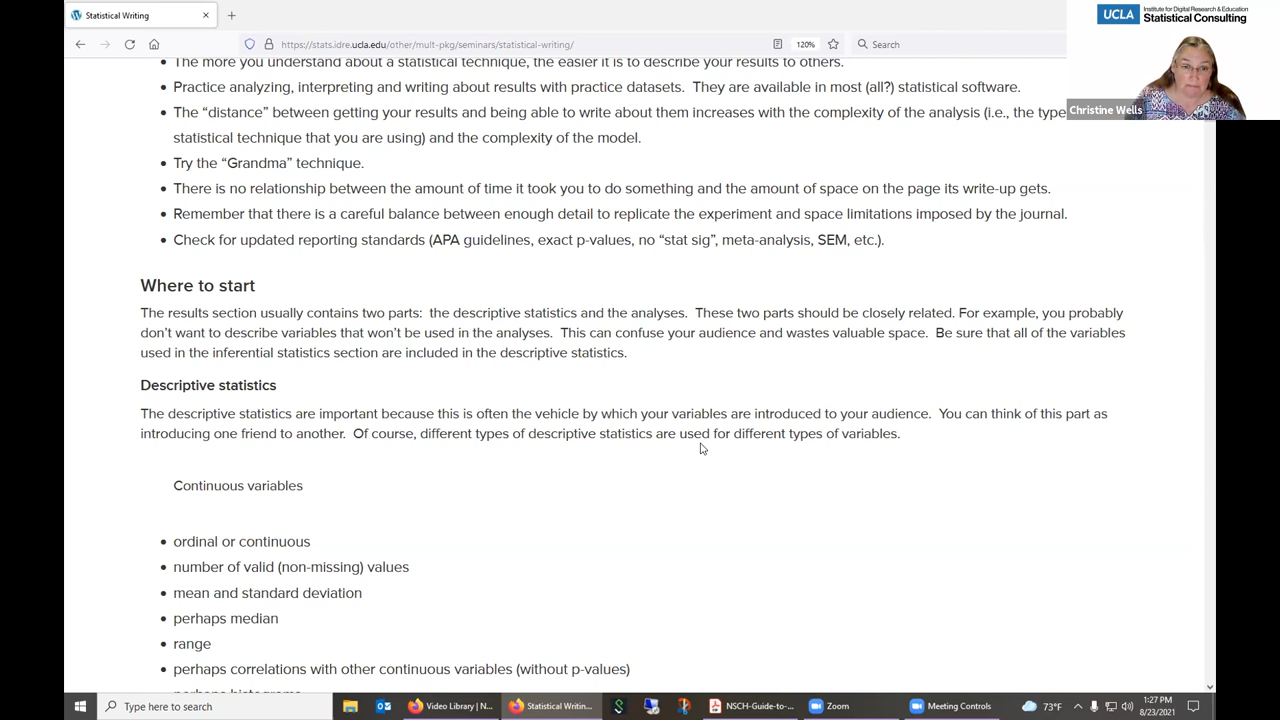 Statistical Writing
UCLA
Institute for Digital Research & Education
Statistical Consulting
https://stats.idre.ucla.edu/other/mult-pkg/seminars/statistical-writing/
120%
Search
Christine Wells
The more you understand about a statistical technique, the easier it is to describe your results to others.
Practice analyzing, interpreting and writing about results with practice datasets. They are available in most (all?) statistical software.
The “distance” between getting your results and being able to write about them increases with the complexity of the analysis (i.e., the type
statistical technique that you are using) and the complexity of the model.
Try the “Grandma” technique.
There is no relationship between the amount of time it took you to do something and the amount of space on the page its write-up gets.
Remember that there is a careful balance between enough detail to replicate the experiment and space limitations imposed by the journal.
Check for updated reporting standards (APA guidelines, exact p-values, no “stat sig”, meta-analysis, SEM, etc.).
Where to start
The results section usually contains two parts: the descriptive statistics and the analyses. These two parts should be closely related. For example, you probably
don’t want to describe variables that won’t be used in the analyses. This can confuse your audience and wastes valuable space. Be sure that all of the variables
used in the inferential statistics section are included in the descriptive statistics.
Descriptive statistics
The descriptive statistics are important because this is often the vehicle by which your variables are introduced to your audience. You can think of this part as
introducing one friend to another. Of course, different types of descriptive statistics are used for different types of variables.
Continuous variables
ordinal or continuous
number of valid (non-missing) values
mean and standard deviation
perhaps median
range
perhaps correlations with other continuous variables (without p-values)
perhaps histograms
Type here to search
Video Library | N...
Statistical Writin...
NSCH-Guide-to-...
Zoom
Meeting Controls
73°F
1:27 PM
8/23/2021